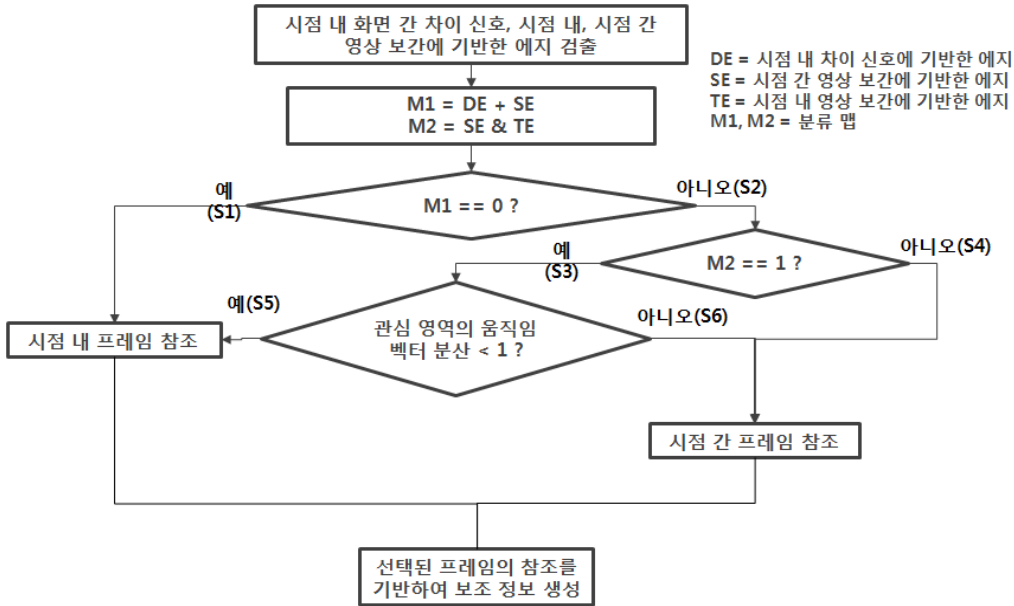 시점 내 화면 간 차이 신호, 시점 내, 시점 간
영상 보간에 기반한 에지 검출
DE = 시점 내 차이 신호에 기반한 에지
SE = 시점 간 영상 보간에 기반한 에지
TE = 시점 내 영상 보간에 기반한 에지
M1, M2 = 분류 맵
M1 = DE + SE
M2 = SE & TE
예
(S1)
M1 == 0 ?
아니오(S2)
예
(S3)
M2 == 1 ?
아니오(S4)
예(S5)
시점 내 프레임 참조
관심 영역의 움직임
벡터 분산 < 1 ?
아니오(S6)
시점 간 프레임 참조
선택된 프레임의 참조를
기반하여 보조 정보 생성